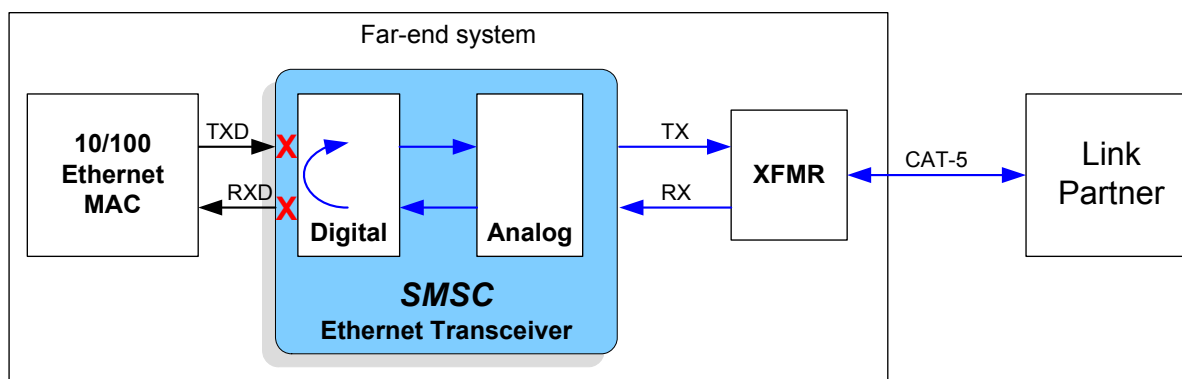 Far-end system
10/100
Ethernet
MAC
TXD
RXD
X
X
Digital
Analog
SMSC
Ethernet Transceiver
TX
RX
XFMR
CAT-5
Link
Partner